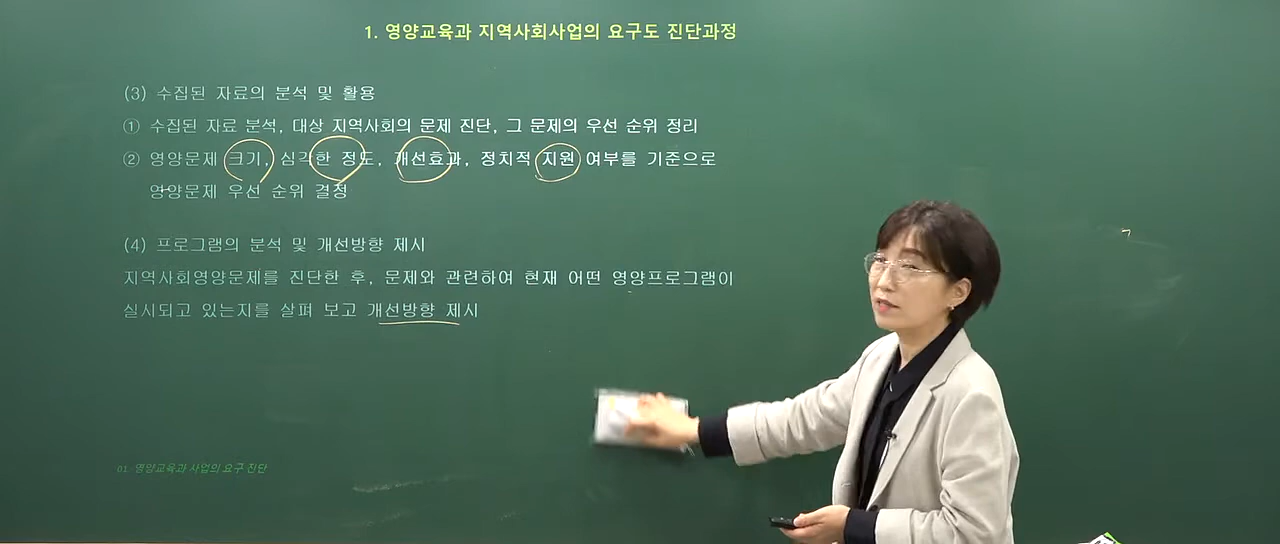 1. 영양교육과 지역사회사업의 요구도 진단과정
(3) 수집된 자료의 분석 및 활용
① 수집된 자료 분석, 대상 지역사회의 문제 진단, 그 문제의 우선 순위 정리
② 영양문제 크기, 심각한 정도, 개선효과, 정치적 지원 여부를 기준으로
영양문제 우선 순위 결정
(4) 프로그램의 분석 및 개선방향 제시
지역사회영양문제를 진단한 후, 문제와 관련하여 현재 어떤 영양프로그램이
실시되고 있는지를 살펴 보고 개선방향 제시
01. 영양교육과 사업의 요구 진단